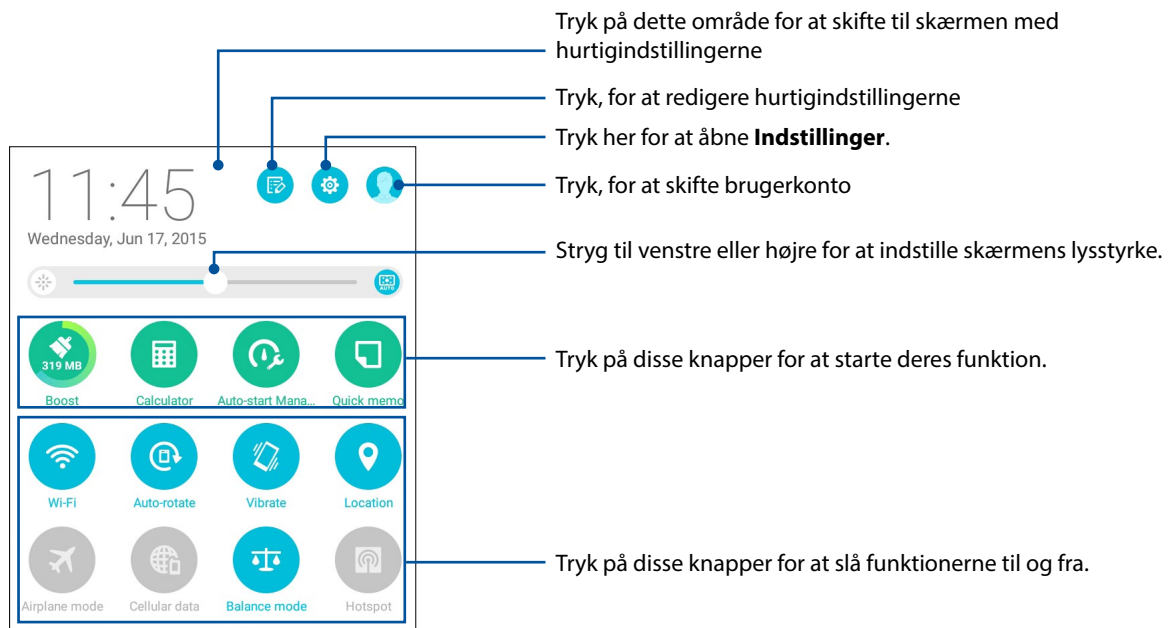 Tryk på dette område for at skifte til skærmen med
hurtigindstillingerne
Tryk, for at redigere hurtigindstillingerne
Tryk her for at åbne Indstillinger.
Tryk, for at skifte brugerkonto
Stryg til venstre eller højre for at indstille skærmens lysstyrke.
Tryk på disse knapper for at starte deres funktion.
Tryk på disse knapper for at slå funktionerne til og fra.
11:45
Wednesday, Jun 17, 2015
AUTO
319 MB
Boost Calculator Auto-start Mana... Quick memo
Wi-Fi Auto-rotate Vibrate Location
Airplane mode Cellular data Balance mode Hotspot